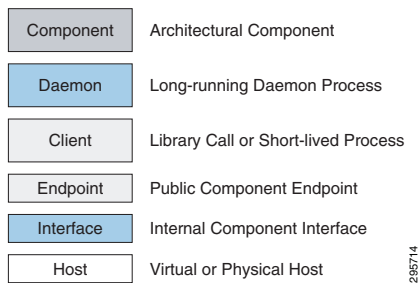 Component Architectural Component
Daemon Long-running Daemon Process
Client Library Call or Short-lived Process
Endpoint Public Component Endpoint
Interface Internal Component Interface
Host Virtual or Physical Host
295714